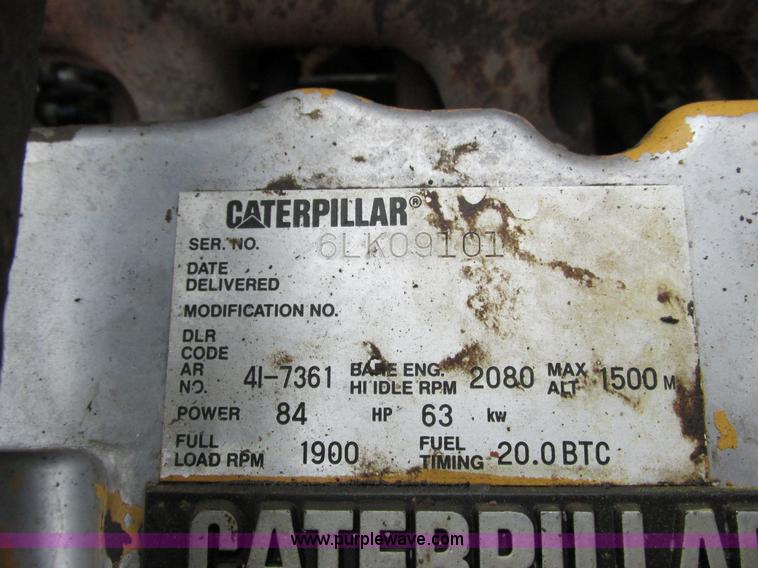 CATERPILLAR®
SER. NO. 6LK09101
DATE
DELIVERED
MODIFICATION NO.
DLR
CODE
AR
NO. 4I-7361 BARE ENG.
HI IDLE RPM 2080 MAX
ALT 1500 M
POWER 84 HP 63 kw
FULL
LOAD RPM 1900 FUEL
TIMING 20.0 BTC
CATERPILLAR
www.purplewave.com